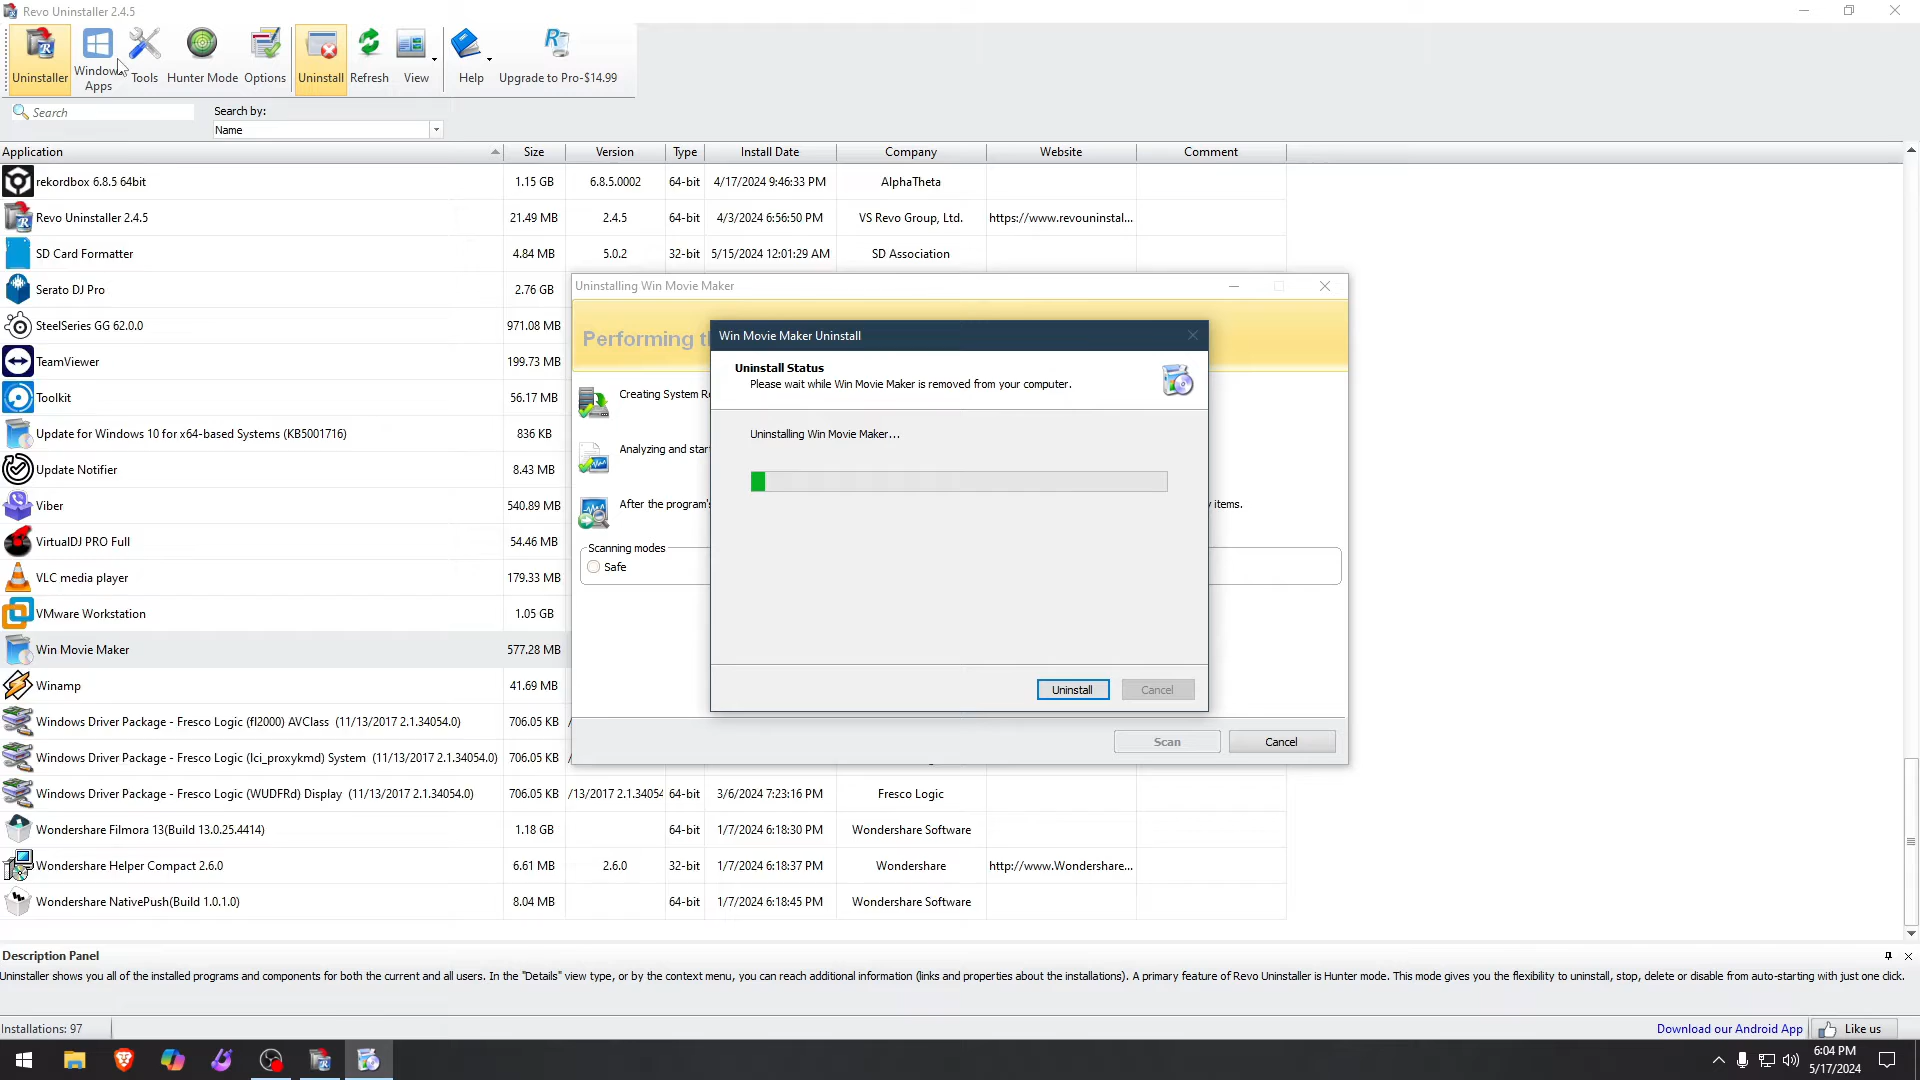 Revo Uninstaller 2.4.5
Uninstaller
Windows Apps
Tools
Hunter Mode
Options
Uninstall
Refresh
View
Help
Upgrade to Pro-$14.99
Search
Search by:
Name
Application Size Version Type Install Date Company Website Comment
rekordbox 6.8.5 64bit 1.15 GB 6.8.5.0002 64-bit 4/17/2024 9:46:33 PM AlphaTheta
Revo Uninstaller 2.4.5 21.49 MB 2.4.5 64-bit 4/3/2024 6:56:50 PM VS Revo Group, Ltd. https://www.revouninstal...
SD Card Formatter 4.84 MB 5.0.2 32-bit 5/15/2024 12:01:29 AM SD Association
Serato DJ Pro 2.76 GB
SteelSeries GG 62.0.0 971.08 MB
TeamViewer 199.73 MB
Toolkit 56.17 MB
Update for Windows 10 for x64-based Systems (KB5001716) 836 KB
Update Notifier 8.43 MB
Viber 540.89 MB
VirtualDJ PRO Full 54.46 MB
VLC media player 179.33 MB
VMware Workstation 1.05 GB
Win Movie Maker 577.28 MB
Winamp 41.69 MB
Windows Driver Package - Fresco Logic (fl2000) AVClass (11/13/2017 2.1.34054.0) 706.05 KB
Windows Driver Package - Fresco Logic (lci_proxykmd) System (11/13/2017 2.1.34054.0) 706.05 KB
Windows Driver Package - Fresco Logic (WUDFRd) Display (11/13/2017 2.1.34054.0) 706.05 KB /13/2017 2.1.34054 64-bit 3/6/2024 7:23:16 PM Fresco Logic
Wondershare Filmora 13(Build 13.0.25.4414) 1.18 GB 64-bit 1/7/2024 6:18:30 PM Wondershare Software
Wondershare Helper Compact 2.6.0 6.61 MB 2.6.0 32-bit 1/7/2024 6:18:37 PM Wondershare http://www.Wondershare...
Wondershare NativePush(Build 1.0.1.0) 8.04 MB 64-bit 1/7/2024 6:18:45 PM Wondershare Software
Uninstalling Win Movie Maker
Performing
Creating System
Analyzing and
After the program's
items.
Scanning modes
Safe
Scan
Cancel
Win Movie Maker Uninstall
Uninstall Status
Please wait while Win Movie Maker is removed from your computer.
Uninstalling Win Movie Maker...
Uninstall
Cancel
Description Panel
Uninstaller shows you all of the installed programs and components for both the current and all users. In the "Details" view type, or by the context menu, you can reach additional information (links and properties about the installations). A primary feature of Revo Uninstaller is Hunter mode. This mode gives you the flexibility to uninstall, stop, delete or disable from auto-starting with just one click.
Installations: 97
Download our Android App
Like us
6:04 PM
5/17/2024